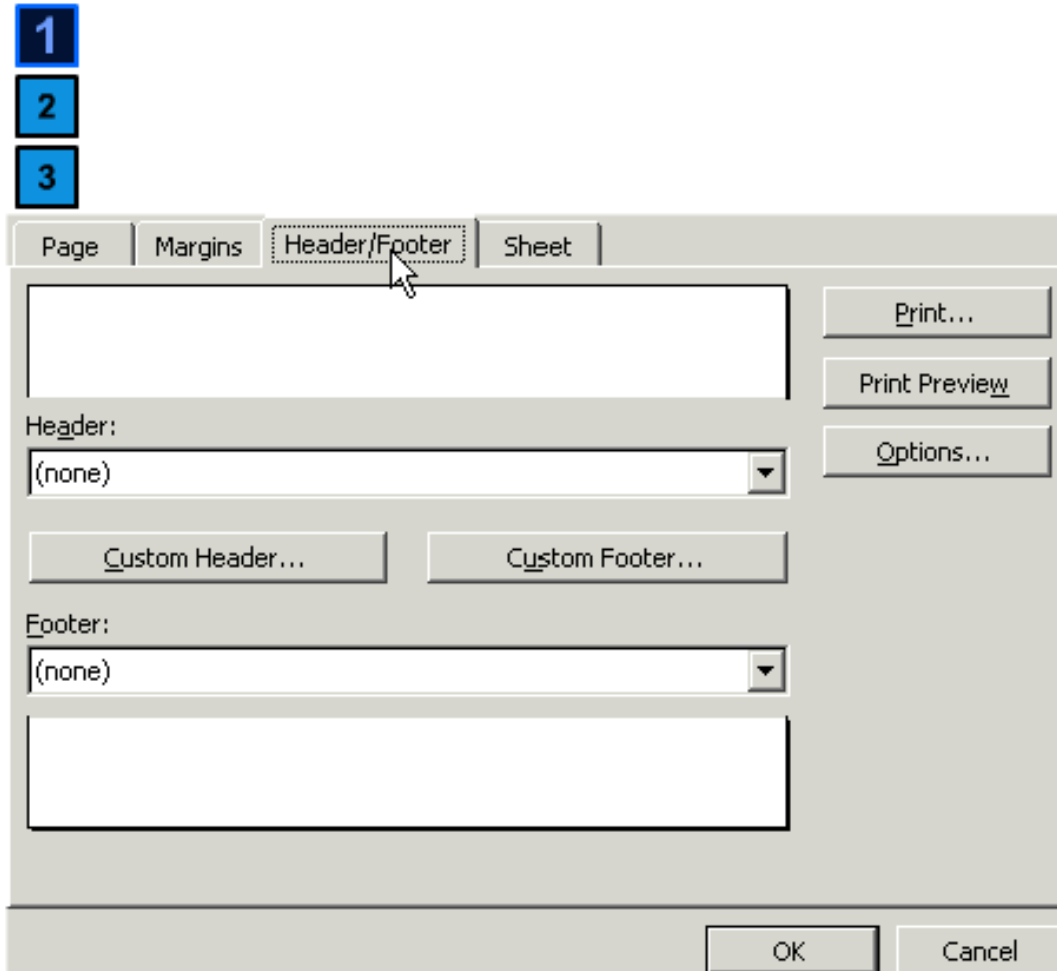 1
2
3
Page Margins Header/Footer Sheet
Print...
Print Preview
Header:
(none)
Options...
Custom Header... Custom Footer...
Footer:
(none)
OK Cancel